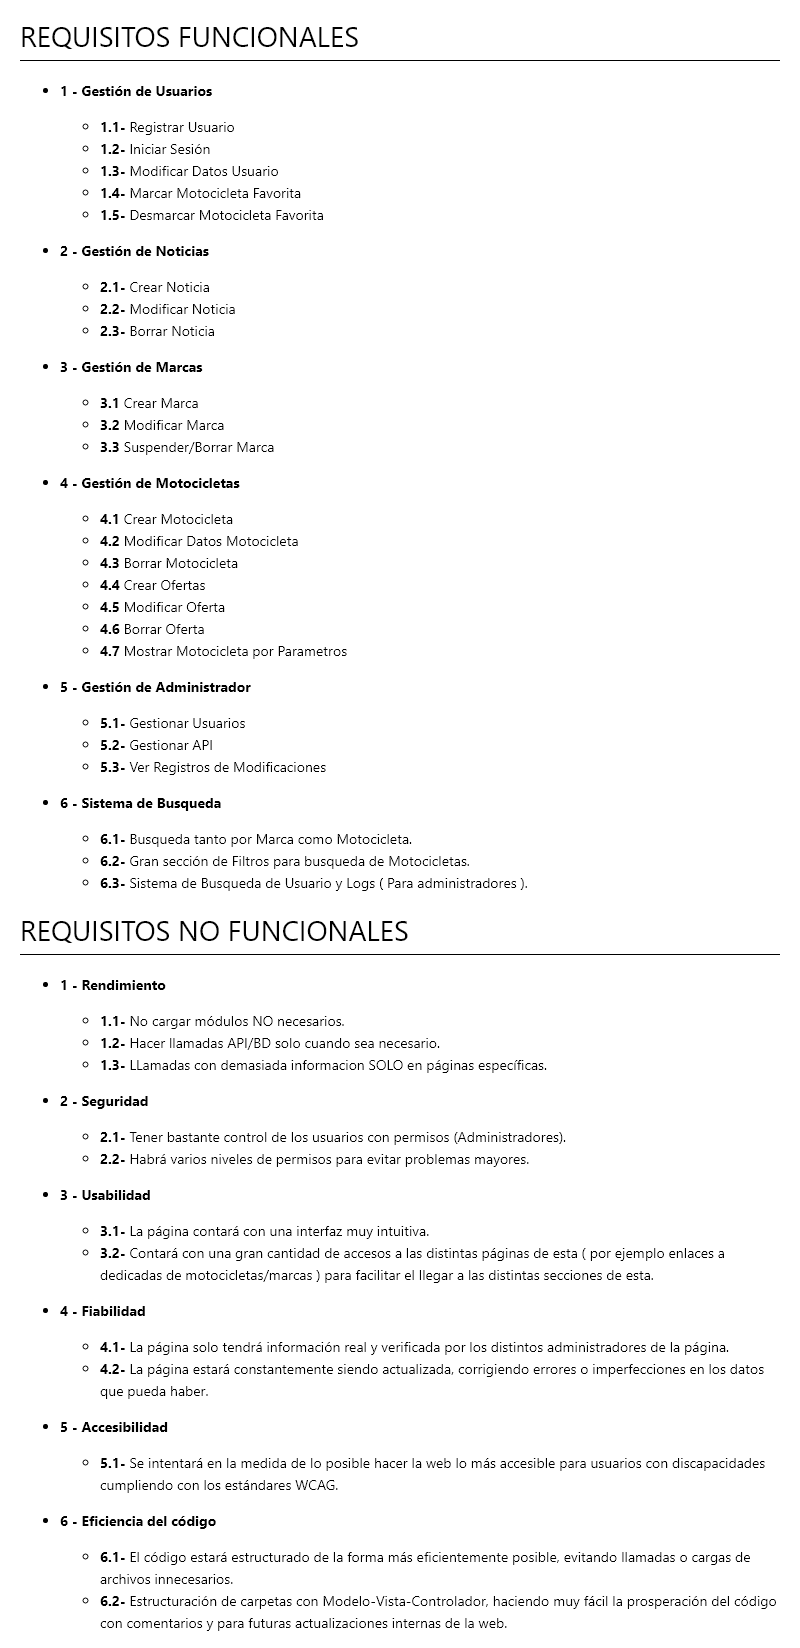 REQUISITOS FUNCIONALES
1 - Gestión de Usuarios
1.1- Registrar Usuario
1.2- Iniciar Sesión
1.3- Modificar Datos Usuario
1.4- Marcar Motocicleta Favorita
1.5- Desmarcar Motocicleta Favorita
2 - Gestión de Noticias
2.1- Crear Noticia
2.2- Modificar Noticia
2.3- Borrar Noticia
3 - Gestión de Marcas
3.1 Crear Marca
3.2 Modificar Marca
3.3 Suspender/Borrar Marca
4 - Gestión de Motocicletas
4.1 Crear Motocicleta
4.2 Modificar Datos Motocicleta
4.3 Borrar Motocicleta
4.4 Crear Ofertas
4.5 Modificar Oferta
4.6 Borrar Oferta
4.7 Mostrar Motocicleta por Parametros
5 - Gestión de Administrador
5.1- Gestionar Usuarios
5.2- Gestionar API
5.3- Ver Registros de Modificaciones
6 - Sistema de Busqueda
6.1- Busqueda tanto por Marca como Motocicleta.
6.2- Gran sección de Filtros para busqueda de Motocicletas.
6.3- Sistema de Busqueda de Usuario y Logs ( Para administradores ).
REQUISITOS NO FUNCIONALES
1 - Rendimiento
1.1- No cargar módulos NO necesarios.
1.2- Hacer llamadas API/BD solo cuando sea necesario.
1.3- LLamadas con demasiada informacion SOLO en páginas específicas.
2 - Seguridad
2.1- Tener bastante control de los usuarios con permisos (Administradores).
2.2- Habrá varios niveles de permisos para evitar problemas mayores.
3 - Usabilidad
3.1- La página contará con una interfaz muy intuitiva.
3.2- Contará con una gran cantidad de accesos a las distintas páginas de esta ( por ejemplo enlaces a
dedicadas de motocicletas/marcas ) para facilitar el llegar a las distintas secciones de esta.
4 - Fiabilidad
4.1- La página solo tendrá información real y verificada por los distintos administradores de la página.
4.2- La página estará constantemente siendo actualizada, corrigiendo errores o imperfecciones en los datos
que pueda haber.
5 - Accesibilidad
5.1- Se intentará en la medida de lo posible hacer la web lo más accesible para usuarios con discapacidades
cumpliendo con los estándares WCAG.
6 - Eficiencia del código
6.1- El código estará estructurado de la forma más eficientemente posible, evitando llamadas o cargas de
archivos innecesarios.
6.2- Estructuración de carpetas con Modelo-Vista-Controlador, haciendo muy fácil la prosperación del código
con comentarios y para futuras actualizaciones internas de la web.